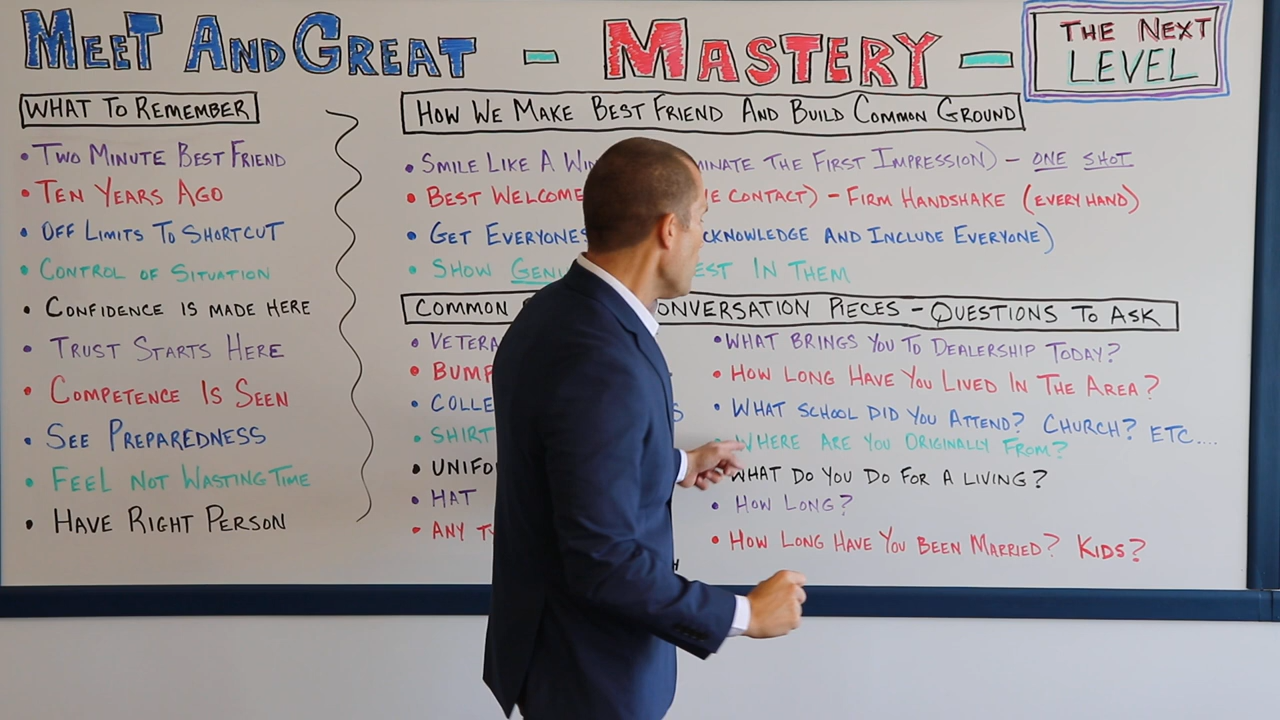 MEET AND GREAT - MASTERY - THE NEXT LEVEL
WHAT TO REMEMBER
• TWO MINUTE BEST FRIEND
• TEN YEARS AGO
• OFF LIMITS TO SHORTCUT
• CONTROL OF SITUATION
• CONFIDENCE IS MADE HERE
• TRUST STARTS HERE
• COMPETENCE IS SEEN
• SEE PREPAREDNESS
• FEEL NOT WASTING TIME
• HAVE RIGHT PERSON
HOW WE MAKE BEST FRIEND AND BUILD COMMON GROUND
• SMILE LIKE A THE FIRST IMPRESSION) - ONE SHOT
• BEST WELCOME CONTACT) - FIRM HANDSHAKE (EVERY HAND)
• GET AND INCLUDE EVERYONE)
• SHOW IN THEM
COMMON PIECES - QUESTIONS TO ASK
• HAT
• ANY
• WHAT BRINGS YOU TO DEALERSHIP TODAY?
• HOW LONG HAVE YOU LIVED IN THE AREA?
• WHAT SCHOOL DID YOU ATTEND? CHURCH? ETC....
• WHERE ARE YOU ORIGINALLY FROM?
• WHAT DO YOU DO FOR A LIVING?
• HOW LONG?
• HOW LONG HAVE YOU BEEN MARRIED? KIDS?